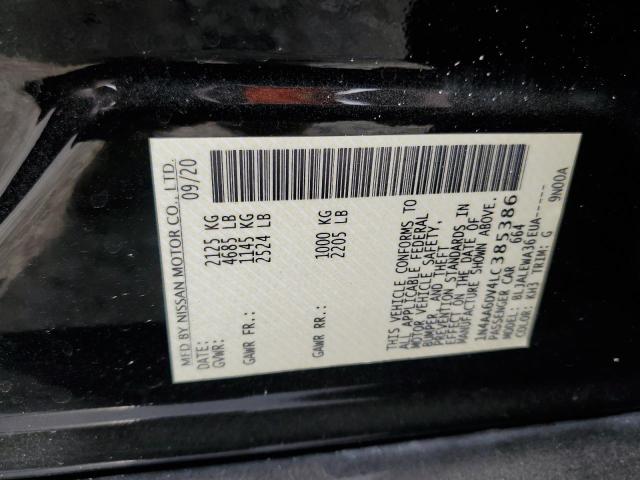 MFD BY NISSAN MOTOR CO., LTD.
DATE: 09/20
GVWR: 2125 KG
4685 LB
GAWR FR.: 1145 KG
2524 LB
GAWR RR.: 1000 KG
2205 LB
THIS VEHICLE CONFORMS TO
ALL APPLICABLE FEDERAL
MOTOR VEHICLE SAFETY,
BUMPER, AND THEFT
PREVENTION STANDARDS IN
EFFECT ON THE DATE OF
MANUFACTURE SHOWN ABOVE.
1N4AA6DV4LC385386
PASSENGER CAR 664
MODEL: BLJALEWA36EUA-----
COLOR: KH3 TRIM: G 9N00A